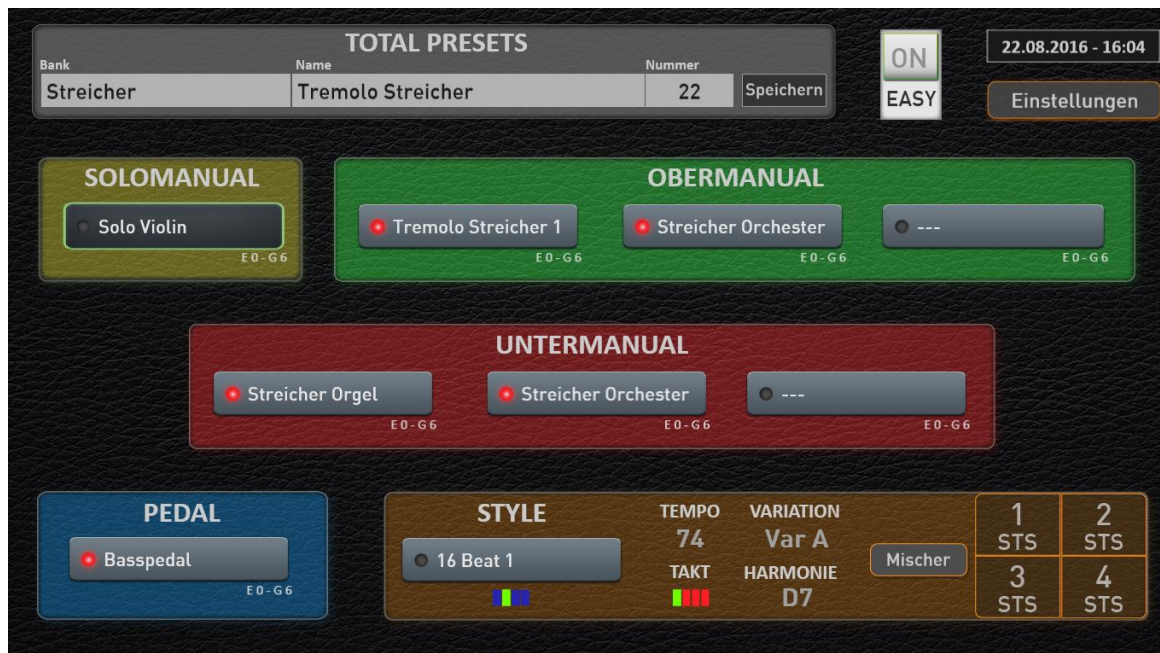 TOTAL PRESETS
Bank Name Nummer
Streicher Tremolo Streicher 22 Speichern
ON
EASY
22.08.2016 - 16:04
Einstellungen
SOLOMANUAL
Solo Violin
E0-G6
OBERMANUAL
Tremolo Streicher 1 Streicher Orchester ---
E0-G6 E0-G6 E0-G6
UNTERMANUAL
Streicher Orgel Streicher Orchester ---
E0-G6 E0-G6 E0-G6
PEDAL
Basspedal
E0-G6
STYLE
16 Beat 1
TEMPO VARIATION
74 Var A
TAKT HARMONIE
D7
Mischer
1 2
STS STS
3 4
STS STS